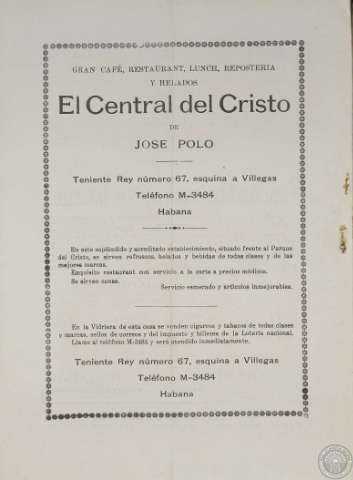 GRAN CAFÉ, RESTAURANT, LUNCH, REPOSTERIA
Y HELADOS
El Central del Cristo
DE
JOSE POLO
Teniente Rey número 67, esquina a Villegas
Teléfono M-3484
Habana
En este espléndido y acreditado establecimiento, situado frente al Parque
del Cristo, se sirven refrescos, helados y bebidas de todas clases y de las
mejores marcas.
Exquisito restaurant con servicio a la carta a precios módicos.
Se sirven cenas.
Servicio esmerado y artículos inmejorables.
En la Vidriera de esta casa se venden cigarros y tabacos de todas clases
y marcas, sellos de correos y del impuesto y billetes de la Lotería nacional.
Llame al teléfono M-3484 y será atendido inmediatamente.
Teniente Rey número 67, esquina a Villegas
Teléfono M-3484
Habana